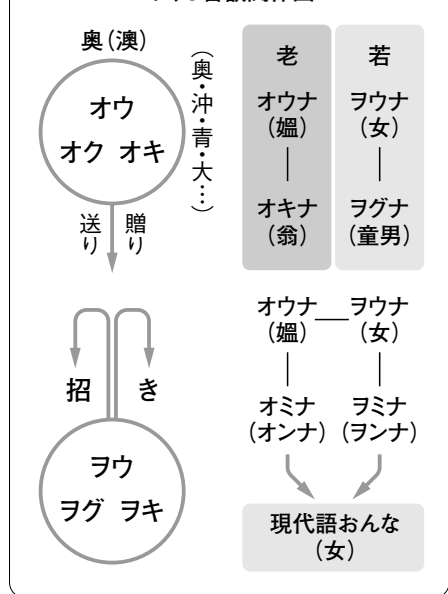 奥(澳)
オウ
オク オキ
(奥・沖・青・大…)
送り
贈り
招き
ヲウ
ヲグ ヲキ
老
オウナ
(媼)
オキナ
(翁)
若
ヲウナ
(女)
ヲグナ
(童男)
オウナ
(媼)
ヲウナ
(女)
オミナ
(オンナ)
ヲミナ
(ヲンナ)
現代語おんな
(女)